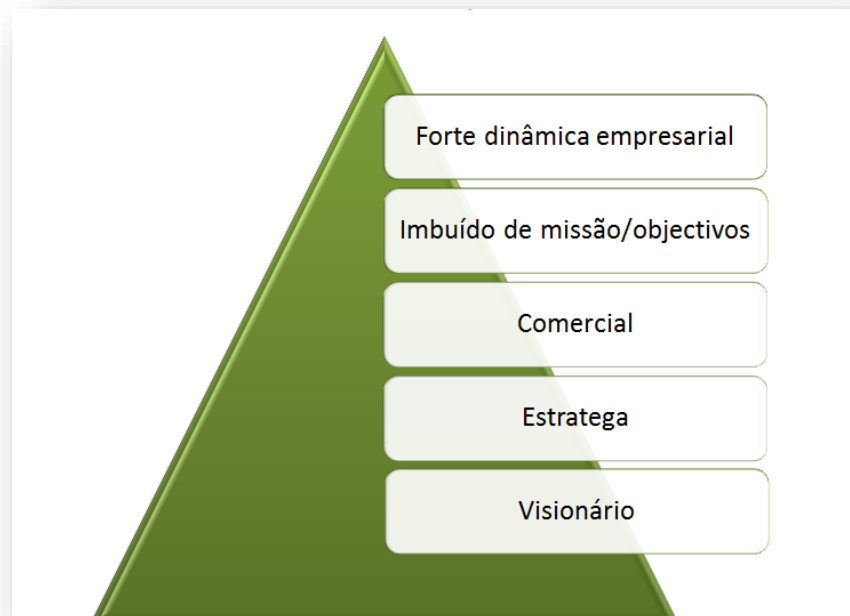 Forte dinâmica empresarial
Imbuído de missão/objectivos
Comercial
Estratega
Visionário